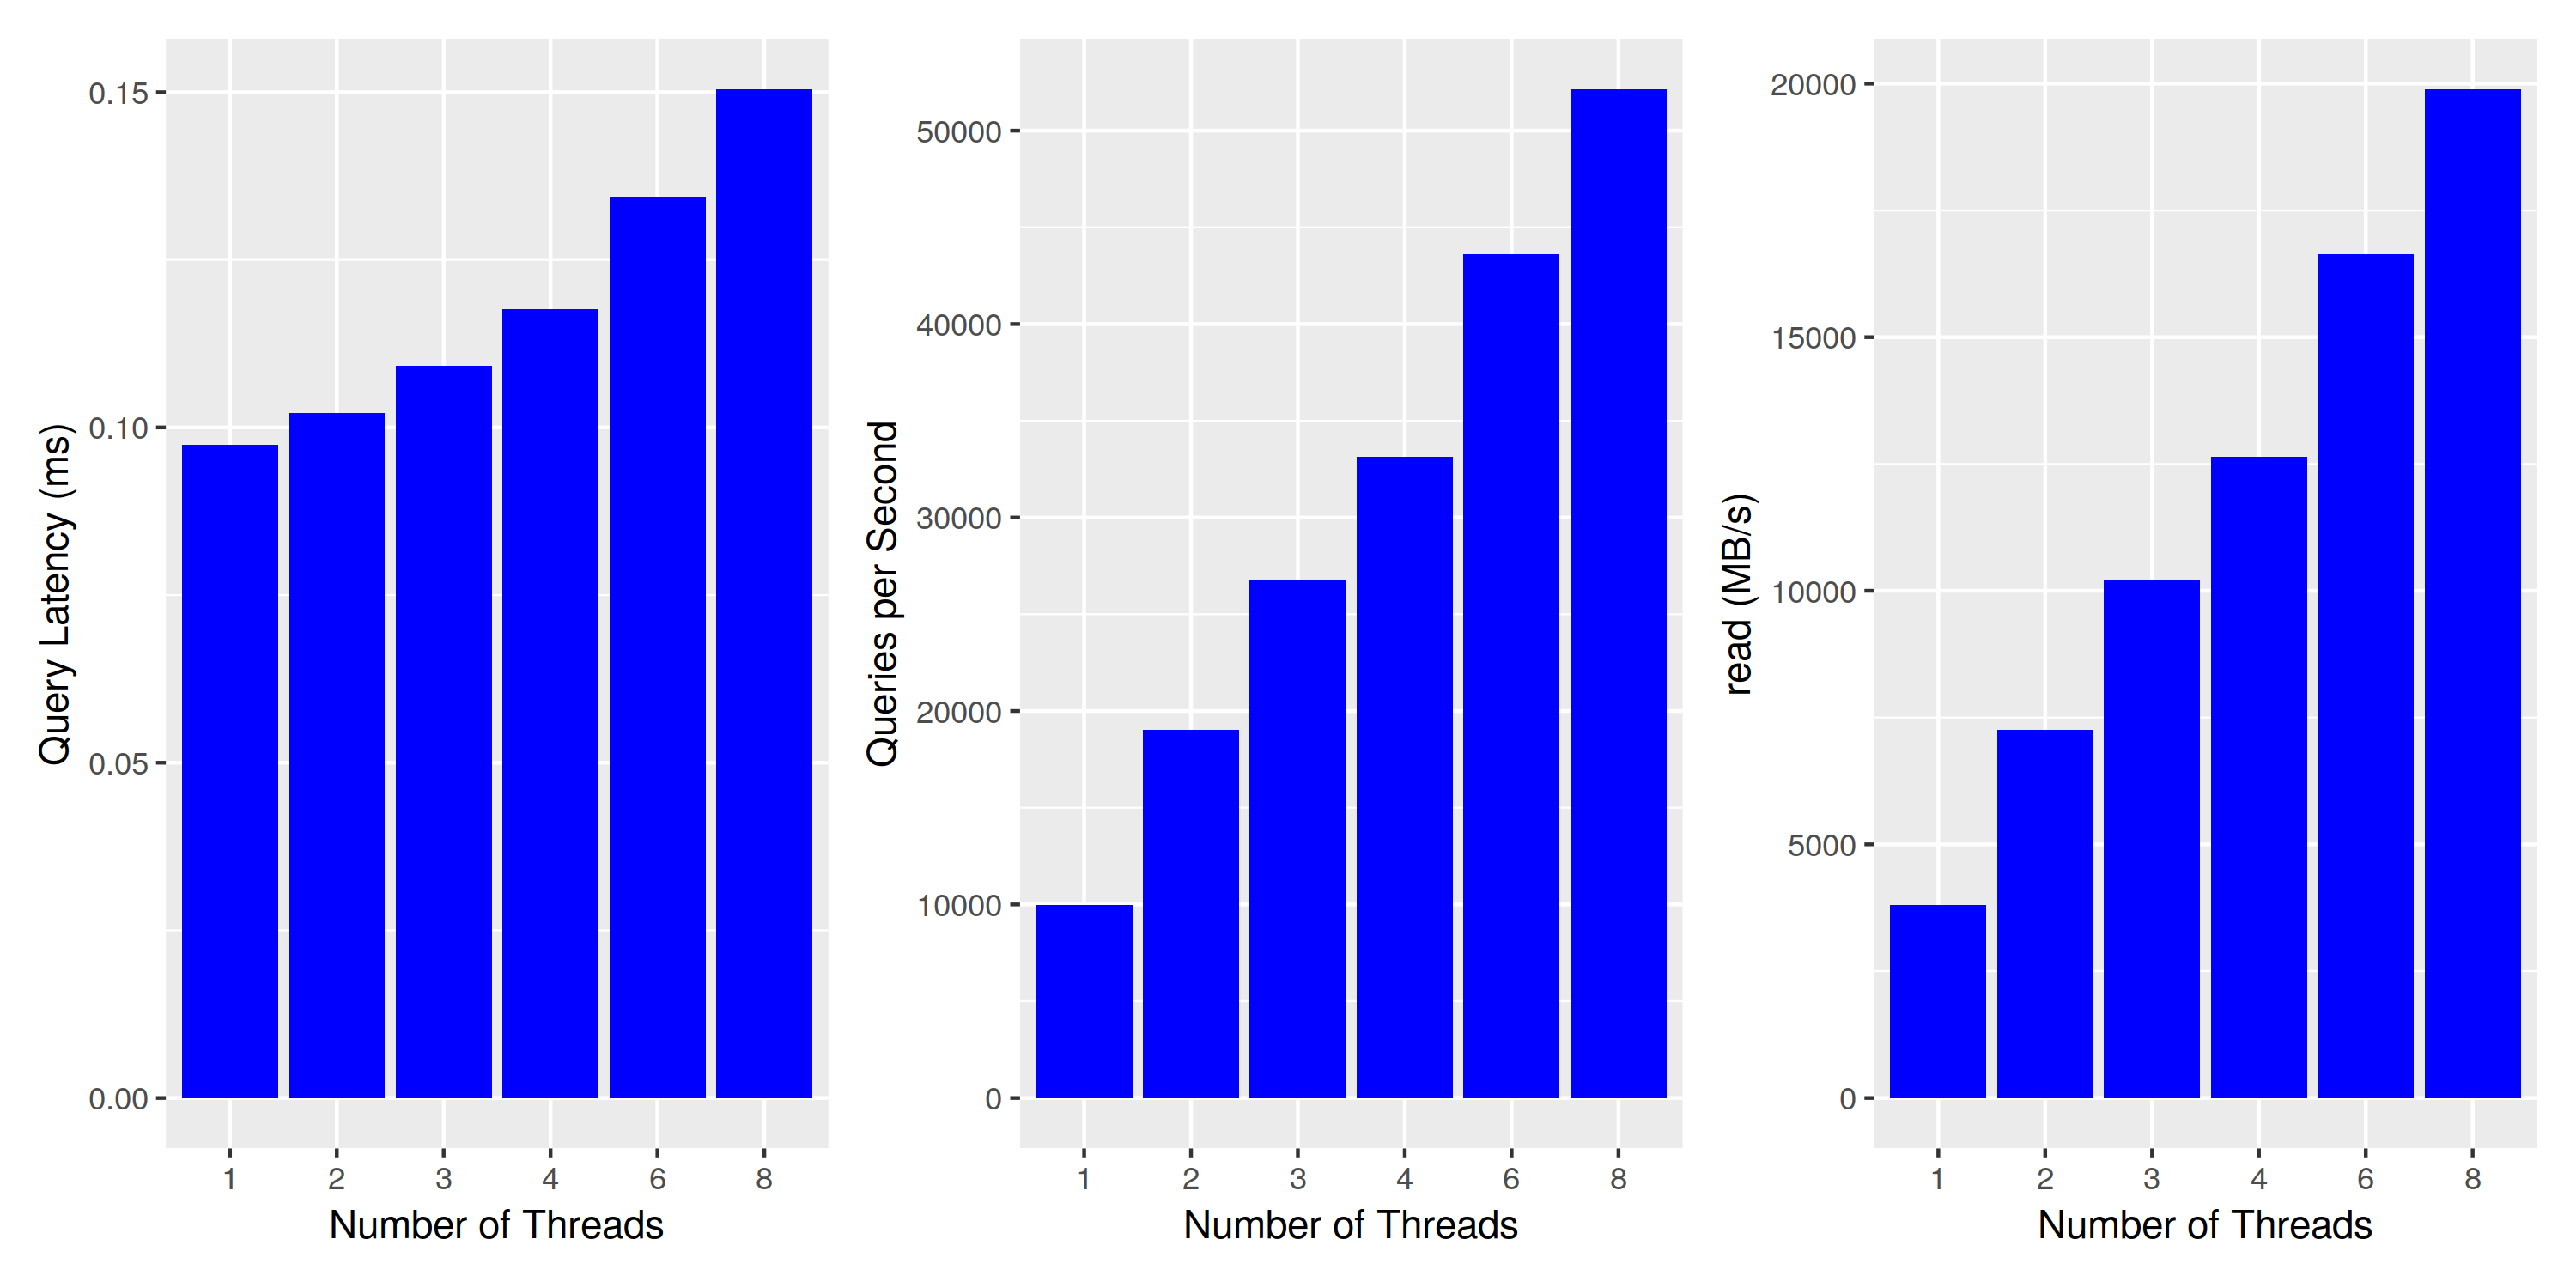 Query Latency (ms)
0.15
0.10
0.05
0.00
1 2 3 4 6 8
Number of Threads
Queries per Second
50000
40000
30000
20000
10000
0
1 2 3 4 6 8
Number of Threads
read (MB/s)
20000
15000
10000
5000
0
1 2 3 4 6 8
Number of Threads